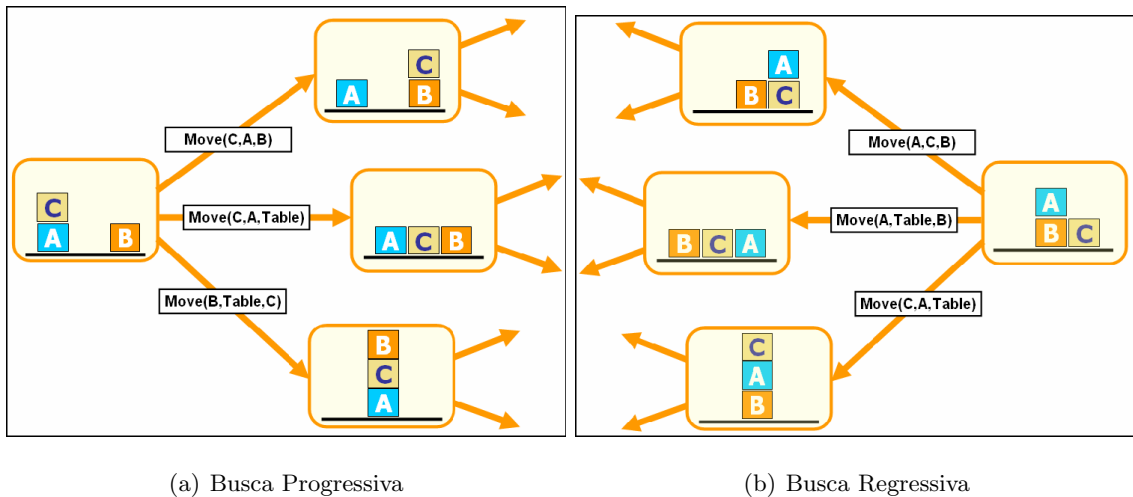 C
A B
Move(C,A,B)
Move(C,A,Table)
Move(B,Table,C)
C
A B
A C B
B
C
A
A
B C
B C A
C
A
B
Move(A,C,B)
Move(A,Table,B)
Move(C,A,Table)
A
B C
(a) Busca Progressiva
(b) Busca Regressiva